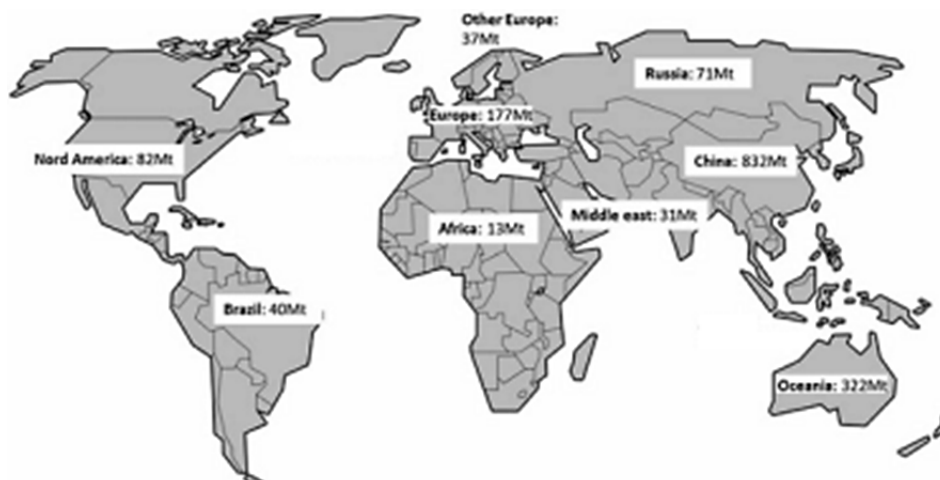 Other Europe:
37Mt
Russia: 71Mt
Europe: 177Mt
Nord America: 82Mt
China: 832Mt
Middle east: 31Mt
Africa: 13Mt
Brazil: 40Mt
Oceania: 322Mt